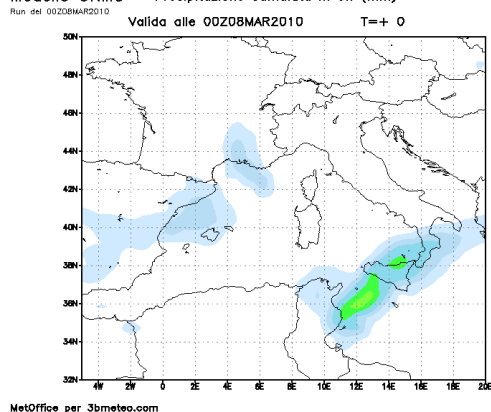 Run del 00Z08MAR2010
Valida alle 00Z08MAR2010 T=+ 0
50N
48N
46N
44N
42N
40N
38N
36N
34N
32N
4W 2W 0 2E 4E 6E 8E 10E 12E 14E 16E 18E 20E
MetOffice per 3bmeteo.com